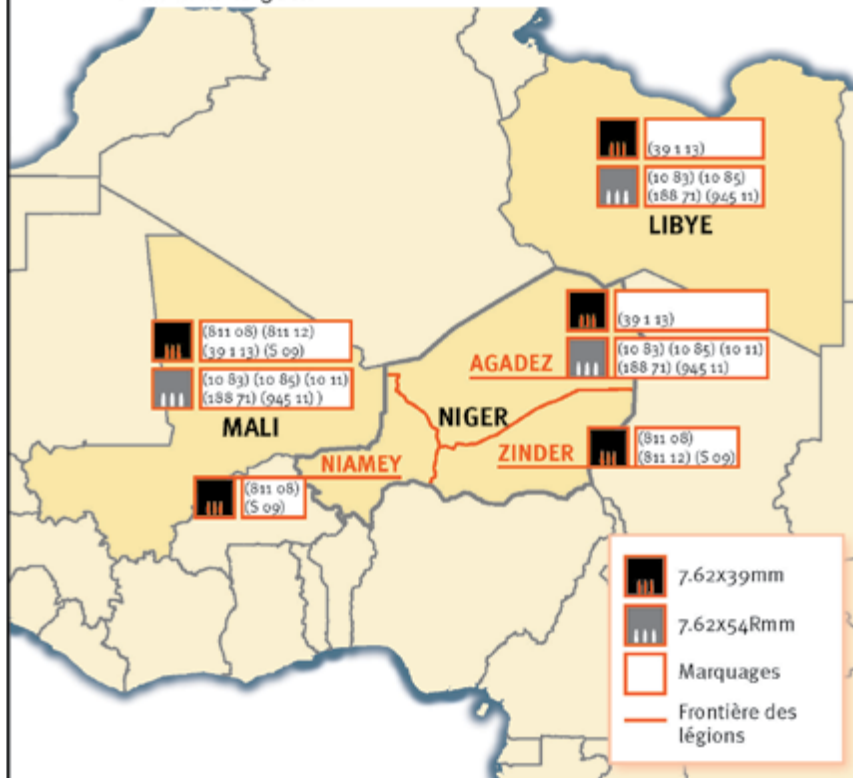 (39 1 13)
(10 83) (10 85)
(188 71) (945 11)
LIBYE
(811 08) (811 12)
(39 1 13) (S 09)
(10 83) (10 85) (10 11)
(188 71) (945 11) )
MALI
(39 1 13)
AGADEZ
(10 83) (10 85) (10 11)
(188 71) (945 11)
NIGER
NIAMEY
(811 08)
(S 09)
ZINDER
(811 08)
(811 12) (S 09)
7.62x39mm
7.62x54Rmm
Marquages
Frontière des
légions